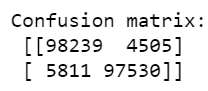 Confusion matrix:
[[98239 4505]
[ 5811 97530]]